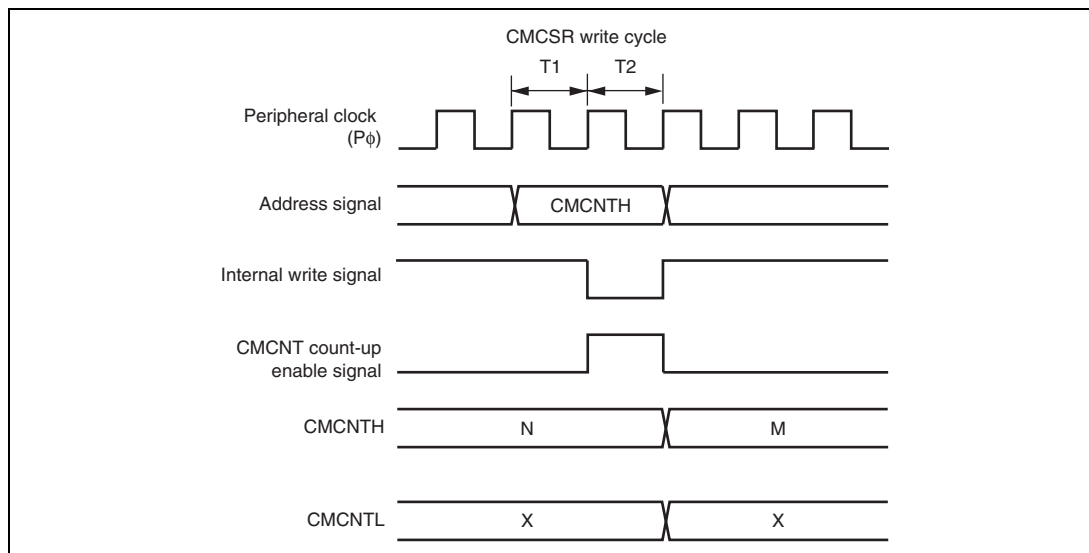 CMCSR write cycle
T1 T2
Peripheral clock
(Pϕ)
Address signal
CMCNTH
Internal write signal
CMCNT count-up
enable signal
CMCNTH
N M
CMCNTL
X X